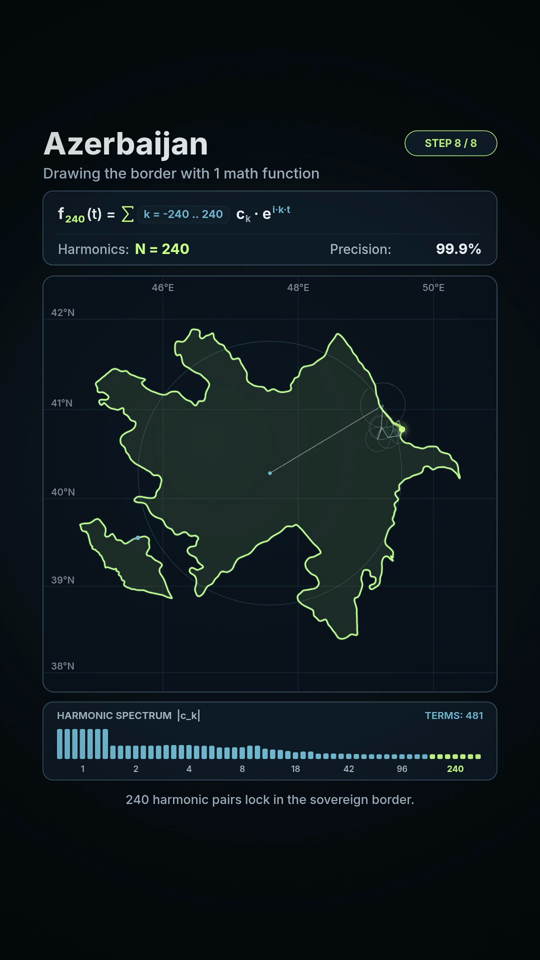 Azerbaijan
STEP 8 / 8
Drawing the border with 1 math function
f₂₄₀(t) = ∑ k = -240 .. 240 cₖ · e^i·k·t
Harmonics: N = 240 Precision: 99.9%
46°E 48°E 50°E
42°N
41°N
40°N
39°N
38°N
HARMONIC SPECTRUM |c_k| TERMS: 481
1 2 4 8 18 42 96 240
240 harmonic pairs lock in the sovereign border.